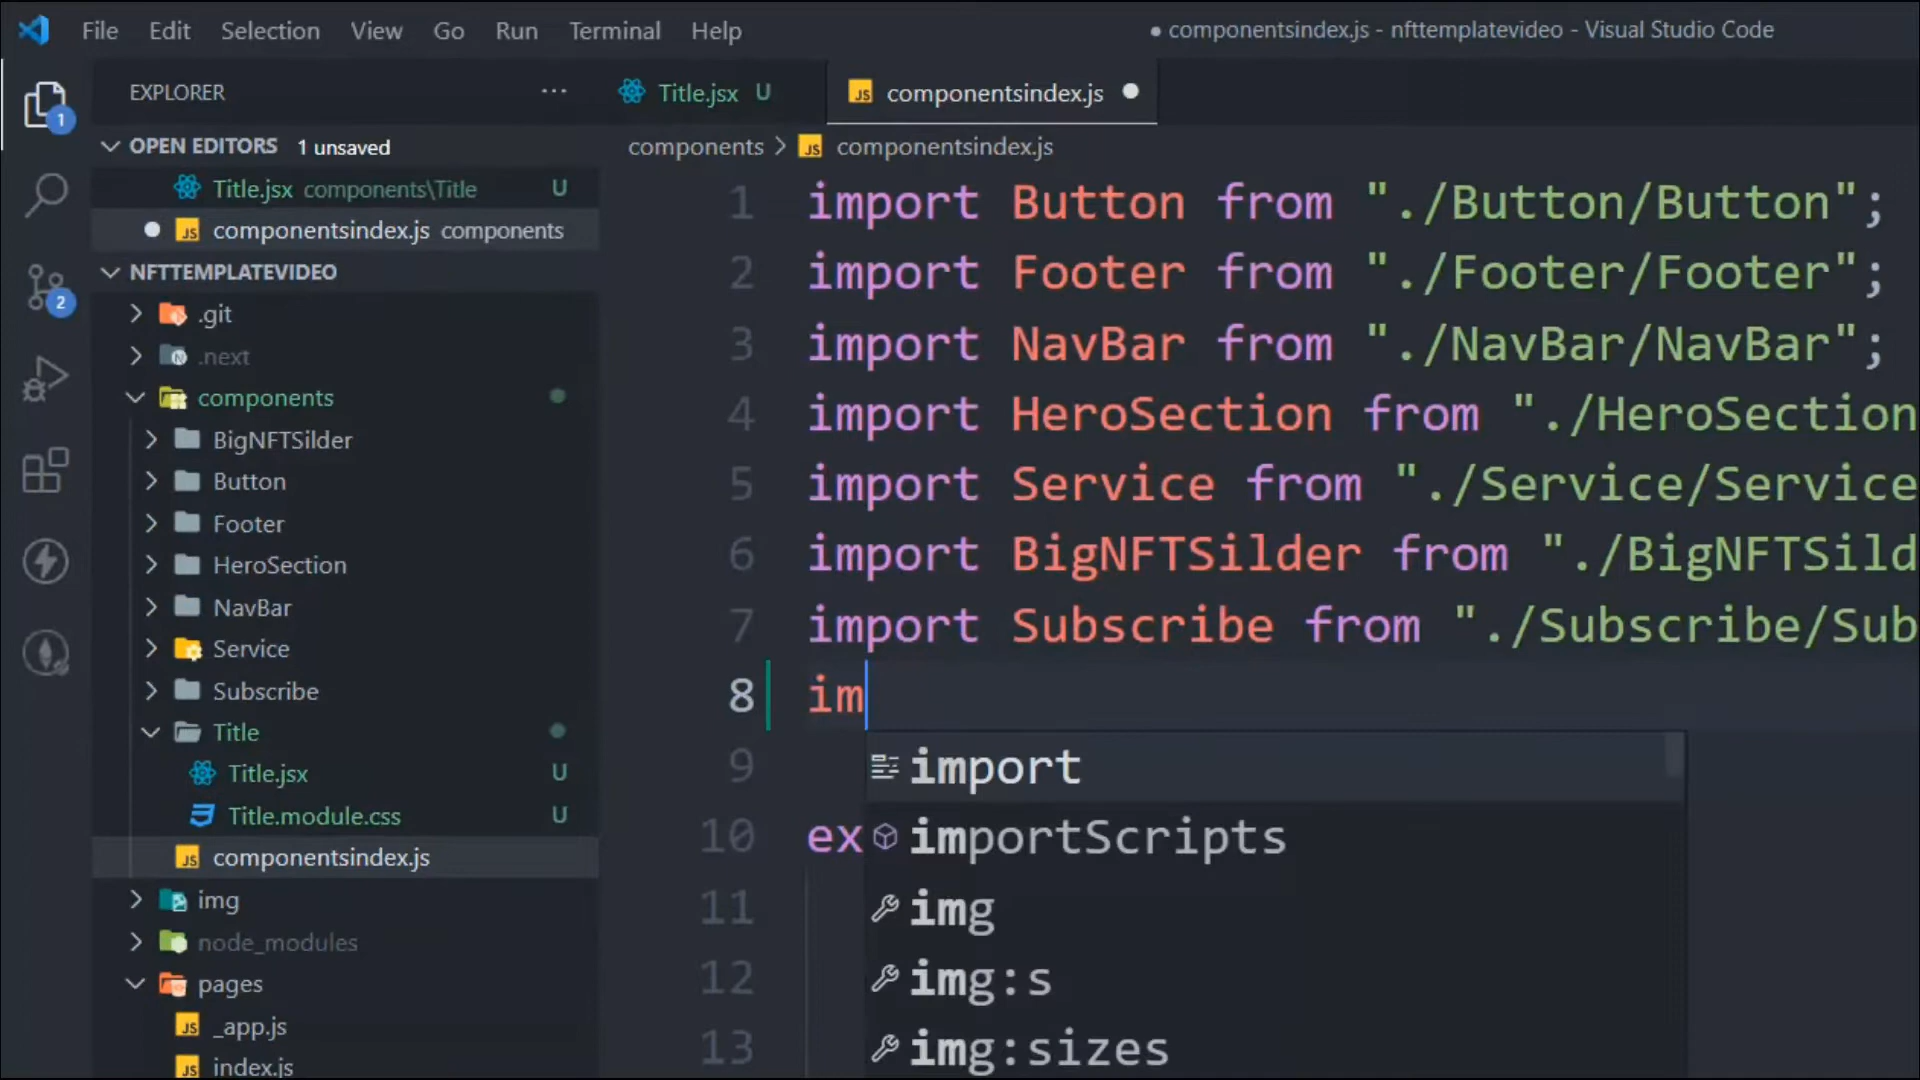 File Edit Selection View Go Run Terminal Help
● componentsindex.js - nfttemplatevideo - Visual Studio Code
EXPLORER ···
1
OPEN EDITORS 1 unsaved
Title.jsx components\Title U
componentsindex.js components
NFTTEMPLATEVIDEO
2
.git
.next
components
BigNFTSilder
Button
Footer
HeroSection
NavBar
Service
Subscribe
Title
Title.jsx U
Title.module.css U
componentsindex.js
img
node_modules
pages
_app.js
index.js
Title.jsx U
JS componentsindex.js
components > JS componentsindex.js
1 import Button from "./Button/Button";
2 import Footer from "./Footer/Footer";
3 import NavBar from "./NavBar/NavBar";
4 import HeroSection from "./HeroSection
5 import Service from "./Service/Service
6 import BigNFTSilder from "./BigNFTSild
7 import Subscribe from "./Subscribe/Sub
8 im
9
10 ex
11
12
13
import
importScripts
img
img:s
img:sizes